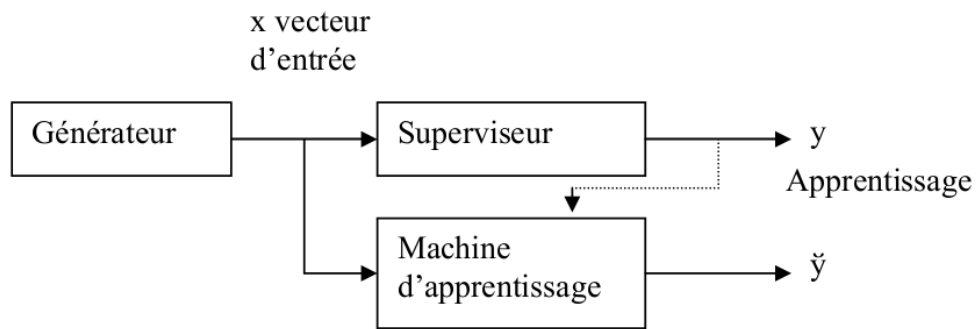 x vecteur
d’entrée
Générateur
Superviseur
y
Apprentissage
Machine
d’apprentissage
y̆